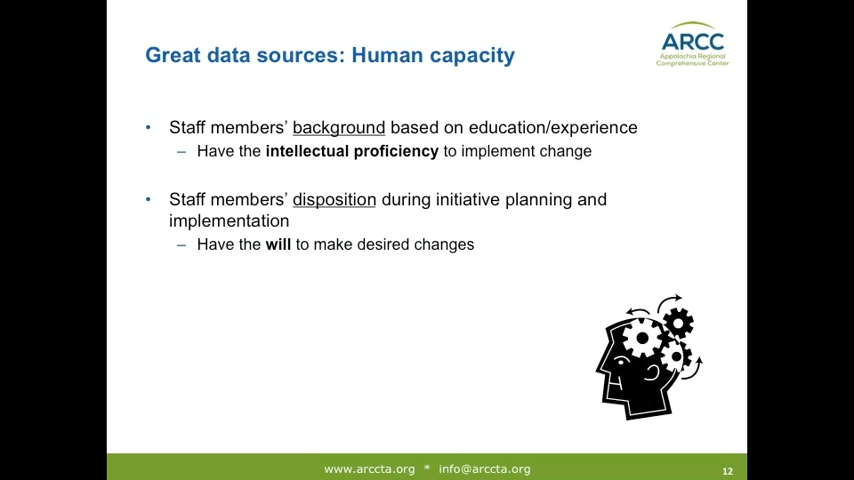 Great data sources: Human capacity
ARCC
Appalachia Regional
Comprehensive Center
• Staff members’ background based on education/experience
– Have the intellectual proficiency to implement change
• Staff members’ disposition during initiative planning and
implementation
– Have the will to make desired changes
www.arccta.org * info@arccta.org
12